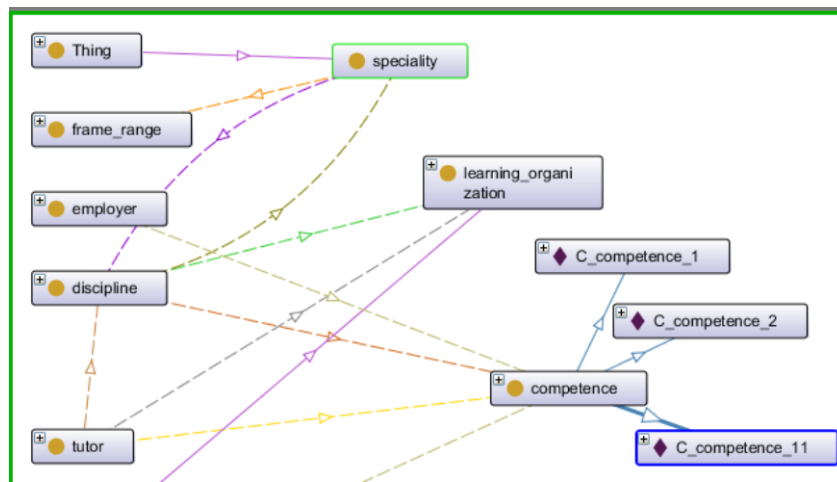 Thing
speciality
frame_range
learning_organi
zation
employer
C_competence_1
discipline
C_competence_2
competence
tutor
C_competence_11